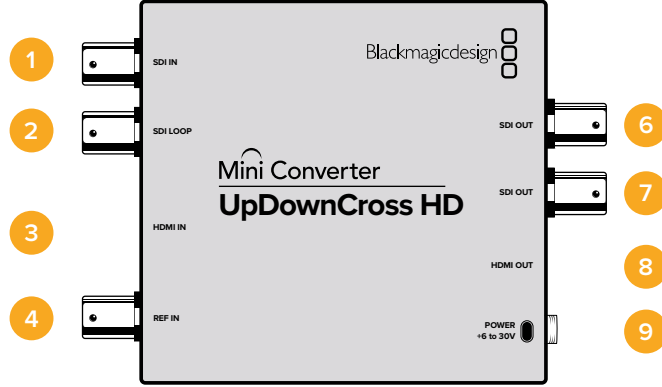 1
SDI IN
Blackmagicdesign
2
SDI LOOP
SDI OUT
6
Mini Converter
UpDownCross HD
SDI OUT
7
3
HDMI IN
HDMI OUT
8
4
REF IN
POWER
+6 to 30V
9